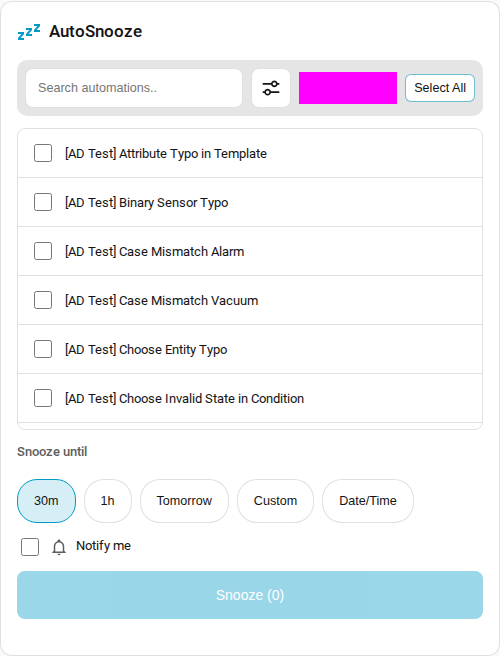 zzz AutoSnooze
Search automations..
Select All
[AD Test] Attribute Typo in Template
[AD Test] Binary Sensor Typo
[AD Test] Case Mismatch Alarm
[AD Test] Case Mismatch Vacuum
[AD Test] Choose Entity Typo
[AD Test] Choose Invalid State in Condition
Snooze until
30m 1h Tomorrow Custom Date/Time
Notify me
Snooze (0)